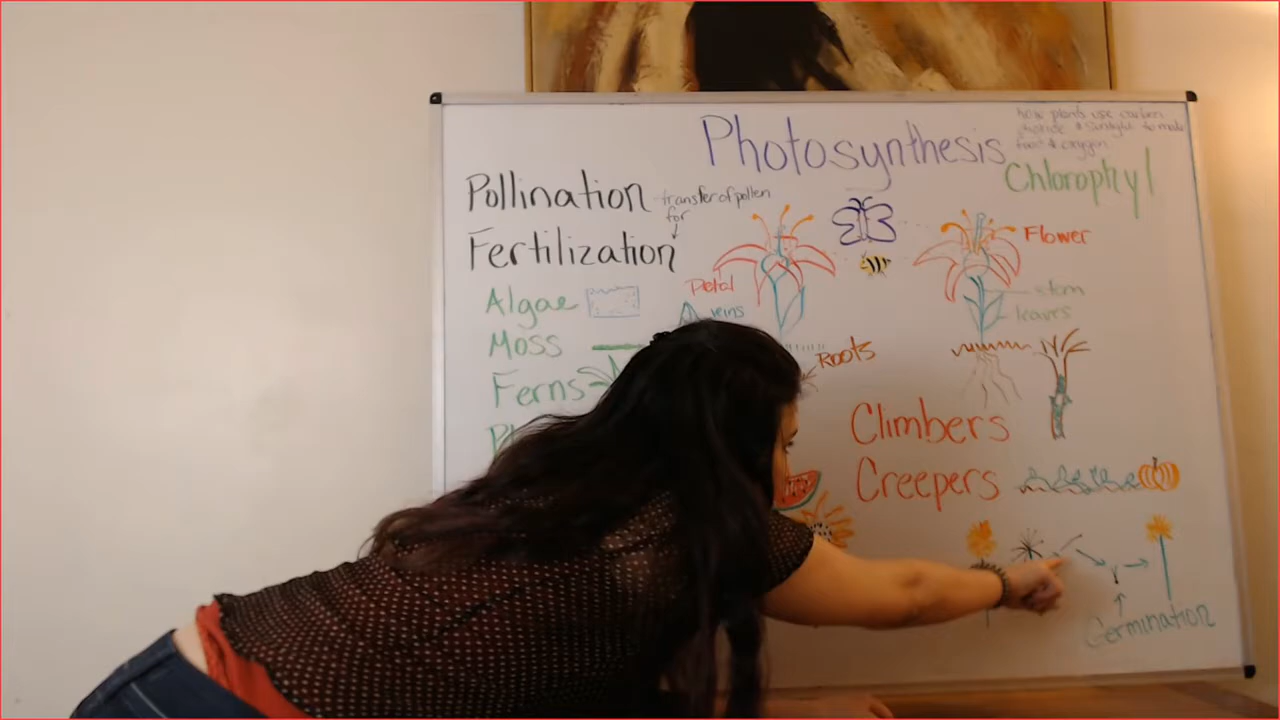 Photosynthesis
how plants use carbon
dioxide & sunlight to make
food & oxygen
Chlorophyl
Pollination transfer of pollen
for
Fertilization
Flower
Petal
veins
stem
leaves
Algae
Moss
Roots
Ferns
Climbers
Creepers
Germination